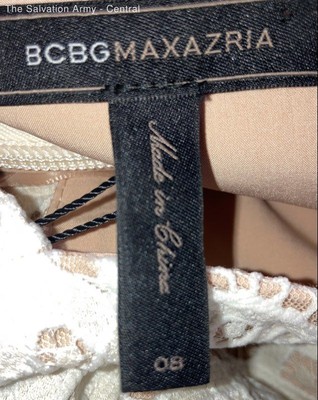 The Salvation Army - Central
BCBGMAXAZRIA
Made in China
08